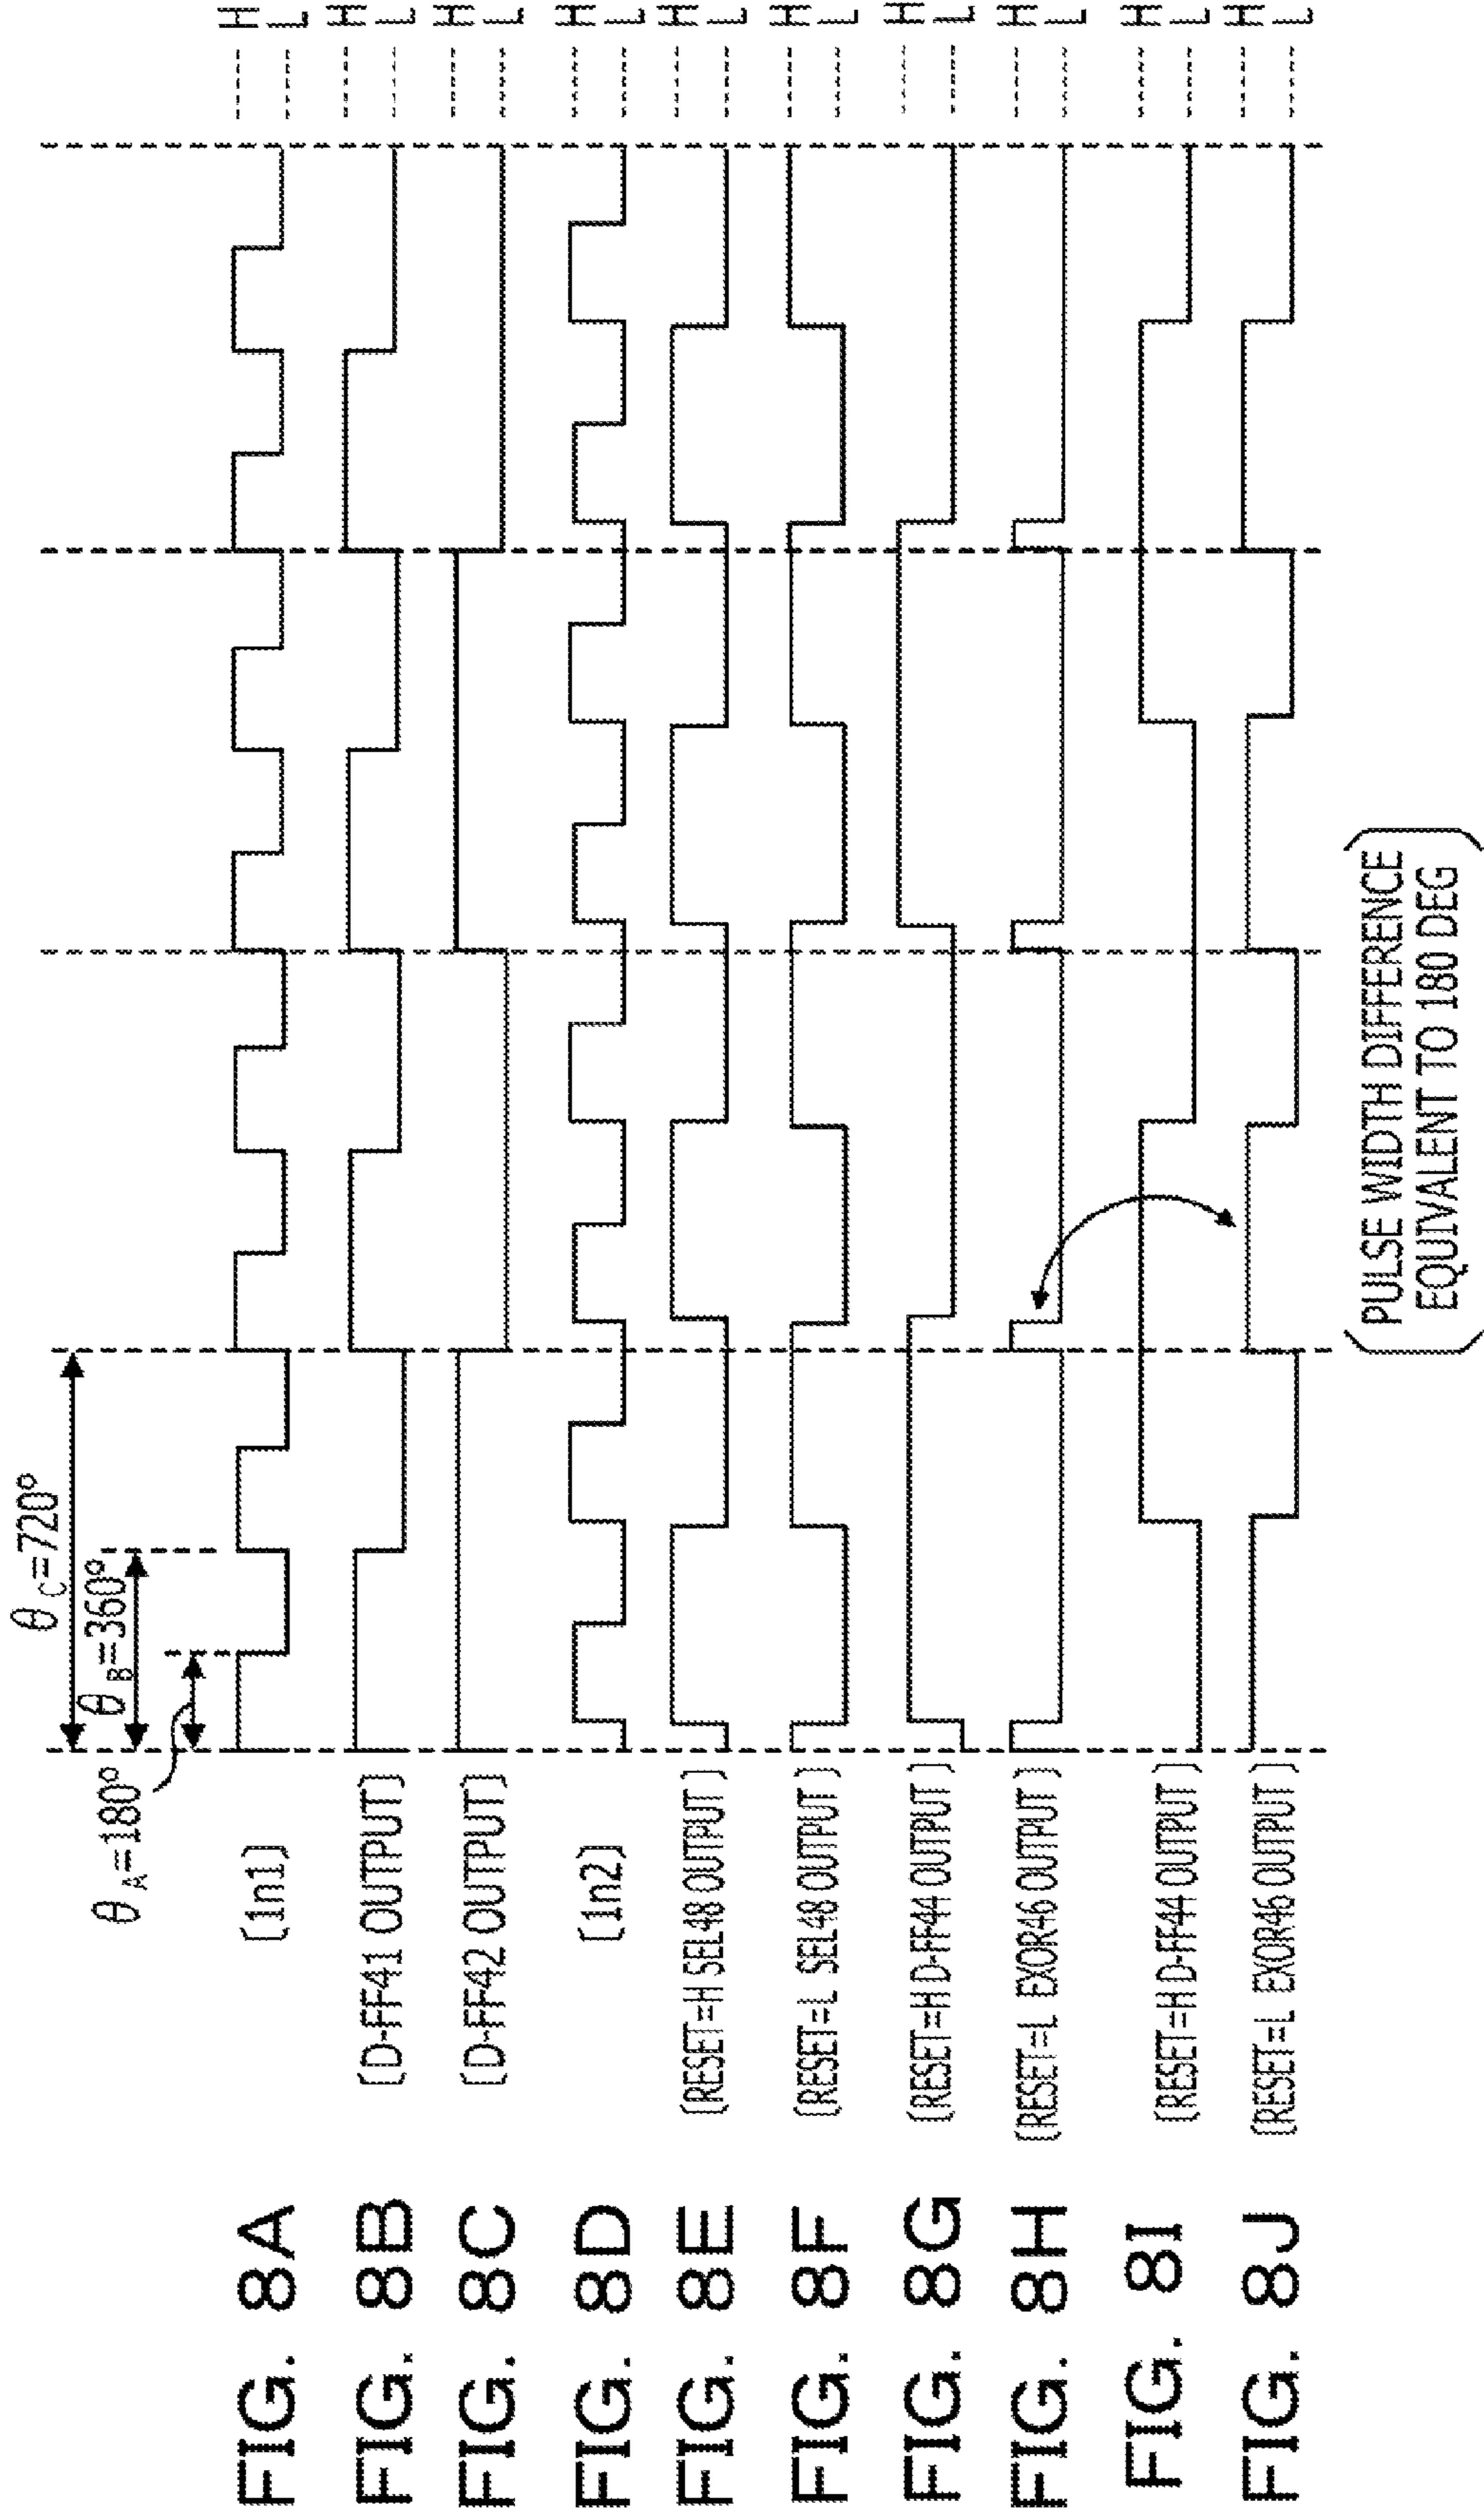 θC=720°
θB=360°
θA=180°
FIG. 8A (1n1) H L
FIG. 8B (D-FF41 OUTPUT) H L
FIG. 8C (D-FF42 OUTPUT) H L
FIG. 8D (1n2) H L
FIG. 8E (RESET=H SEL48 OUTPUT) H L
FIG. 8F (RESET=L SEL48 OUTPUT) H L
FIG. 8G (RESET=H D-FF44 OUTPUT) H L
FIG. 8H (RESET=L EXOR46 OUTPUT) H L
FIG. 8I (RESET=H D-FF44 OUTPUT) H L
FIG. 8J (RESET=L EXOR46 OUTPUT) H L
(PULSE WIDTH DIFFERENCE
EQUIVALENT TO 180 DEG)